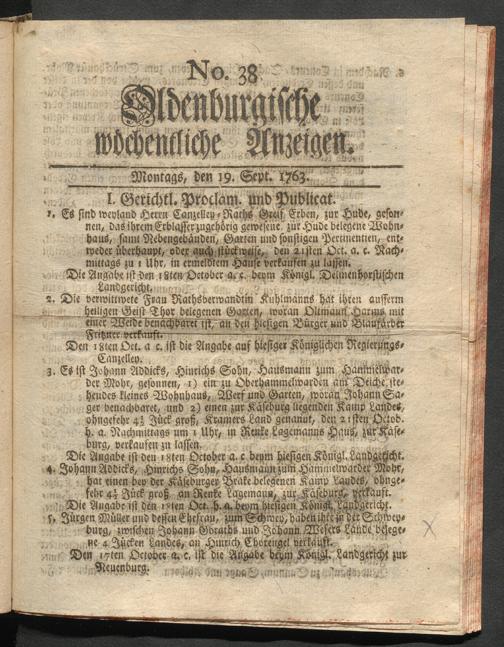 No. 38
Oldenburgische
wöchentliche Anzeigen.
Montags, den 19. Sept. 1763.
I. Gerichtl. Proclam. und Publicat.
1. Es sind weyland Herrn Canzelley-Raths Greif Erben, zur Hude, geson-
nen, das ihrem Erblasser zugehörig gewesene, zur Hude belegene Wohn-
haus, samt Nebengebäuden, Garten und sonstigen Pertinentien, ent-
weder überhaupt, oder auch stückweise, den 21sten Oct. a. c. Nach-
mittags zu 1 Uhr, in ermeldten Hause verkaufen zu lassen.
Die Angabe ist den 18ten October a. c. beym Königl. Delmenhorstischen
Landgericht.
2. Die verwittwete Frau Rathsverwandtin Kuhlmanns hat ihren ausserm
heiligen Geist Thor belegenen Garten, woran Oltmann Harms mit
einer Weide benachbaret ist, an den hiesigen Bürger und Blaufärber
Fritzner verkauft.
Den 18ten Oct. a c. ist die Angabe auf hiesiger Königlichen Regierungs-
Canzelley.
3. Es ist Johann Addicks, Hinrichs Sohn, Hausmann zum Hammelwar-
der Mohr, gesonnen, 1) ein zu Oberhammelwarden am Deiche ste-
hendes kleines Wohnhaus, Werf und Garten, woran Johann Sa-
ger benachbaret, und 2) einen zur Käseburg liegenden Kamp Landes,
ohngefehr 4½ Jück groß, Kramers Land genannt, den 21sten Octob.
h. a. Nachmittags um 1 Uhr, in Renke Lagemanns Haus, zur Käse-
burg, verkaufen zu lassen.
Die Angabe ist den 18ten October a c. beym hiesigen Königl. Landgericht.
4. Johann Addicks, Hinrichs Sohn, Hausmann zum Hammelwarder Mohr,
hat einen bey der Käseburger Brake belegenen Kamp Landes, ohnge-
fehr 4½ Jück groß an Renke Lagemann, zur Käseburg, verkauft.
Die Angabe ist den 18ten Oct. h. a. beym hiesigen Königl. Landgericht.
5. Jürgen Müller und dessen Ehefrau, zum Schwey, haben ihre in der Schwey-
burg, zwischen Johann Goraths und Johann Wefers Lande belege-
ne 4 Jücken Landes, an Hinrich Chorengel verkauft.
Den 17ten October a. c. ist die Angabe beym Königl. Landgericht zur
Neuenburg.